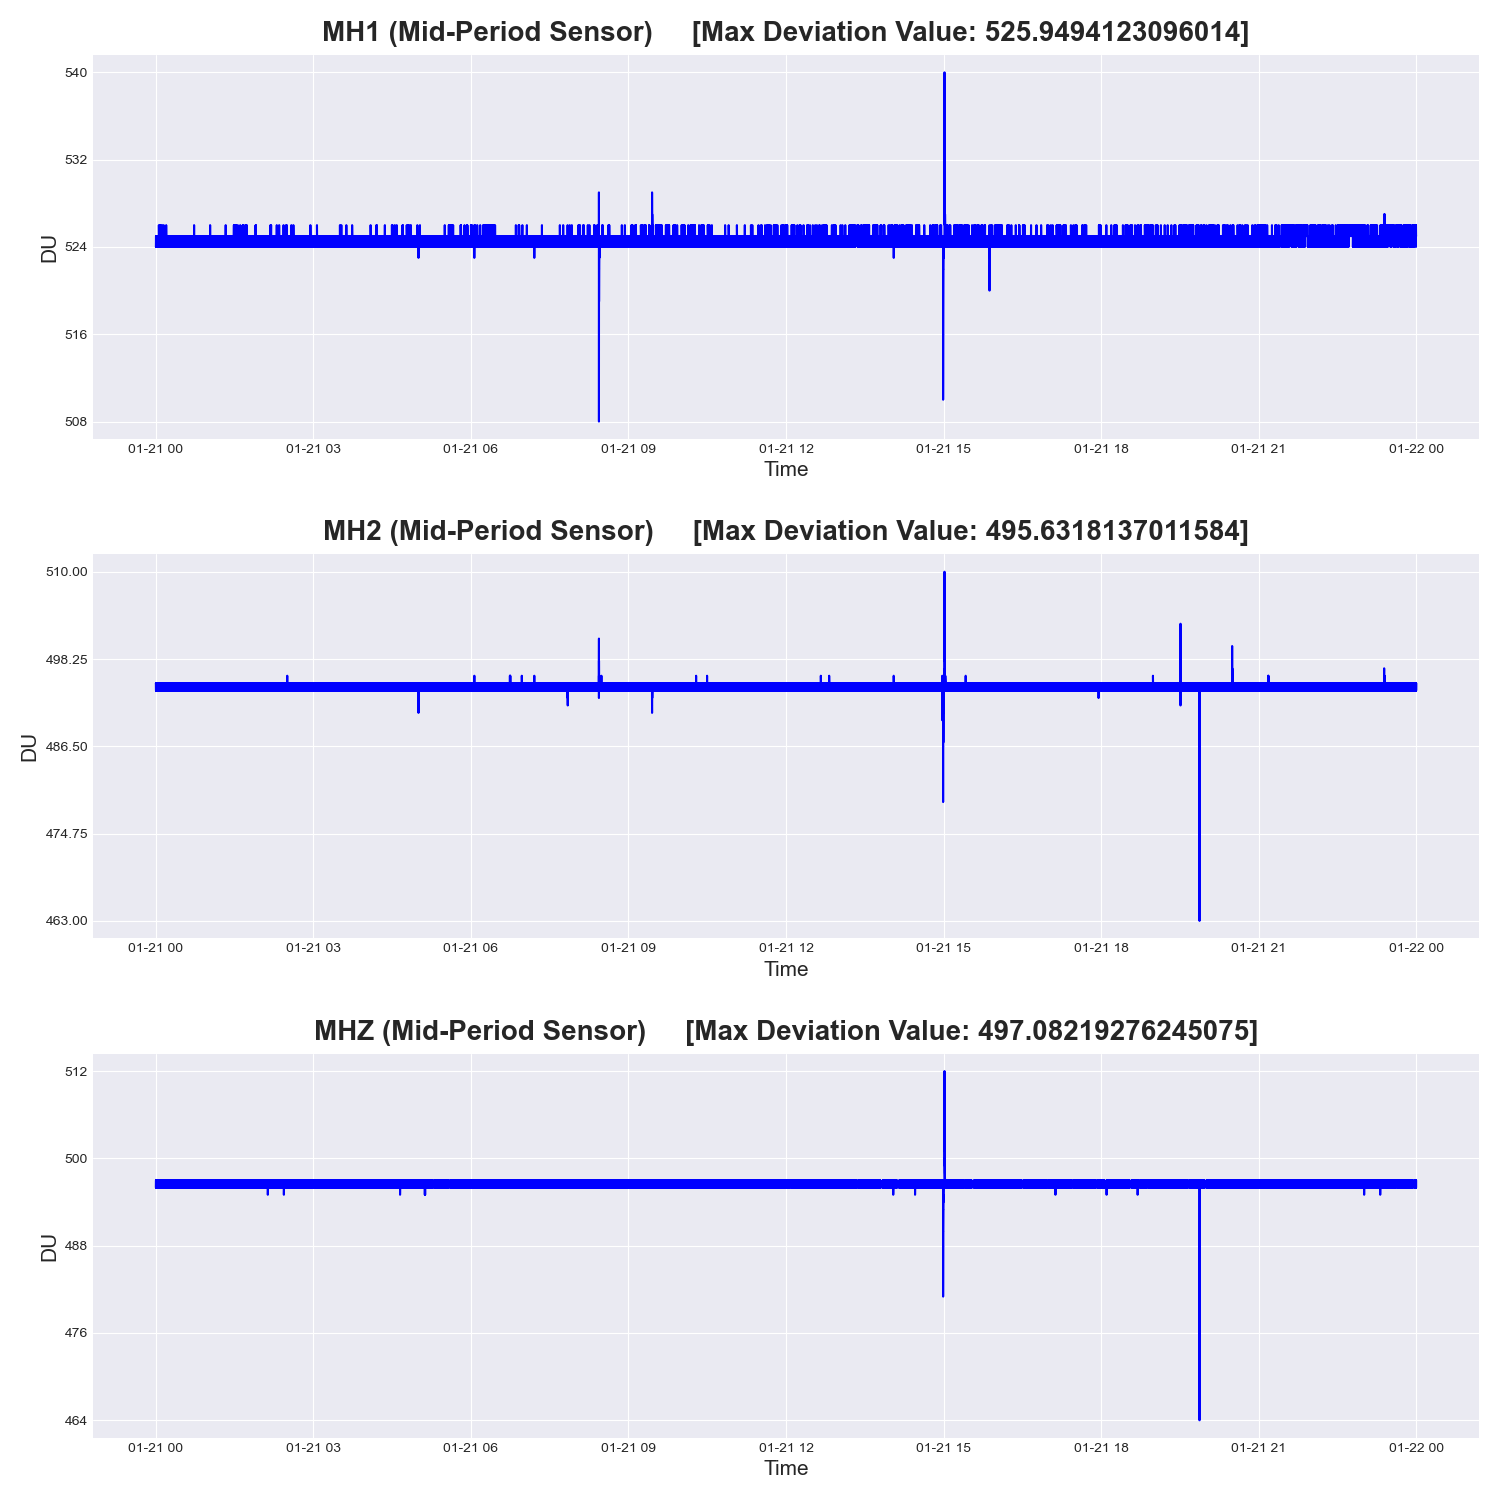 MH1 (Mid-Period Sensor) [Max Deviation Value: 525.9494123096014]
540
532
524
516
508
DU
01-21 00 01-21 03 01-21 06 01-21 09 01-21 12 01-21 15 01-21 18 01-21 21 01-22 00
Time
MH2 (Mid-Period Sensor) [Max Deviation Value: 495.6318137011584]
510.00
498.25
486.50
474.75
463.00
DU
01-21 00 01-21 03 01-21 06 01-21 09 01-21 12 01-21 15 01-21 18 01-21 21 01-22 00
Time
MHZ (Mid-Period Sensor) [Max Deviation Value: 497.08219276245075]
512
500
488
476
464
DU
01-21 00 01-21 03 01-21 06 01-21 09 01-21 12 01-21 15 01-21 18 01-21 21 01-22 00
Time